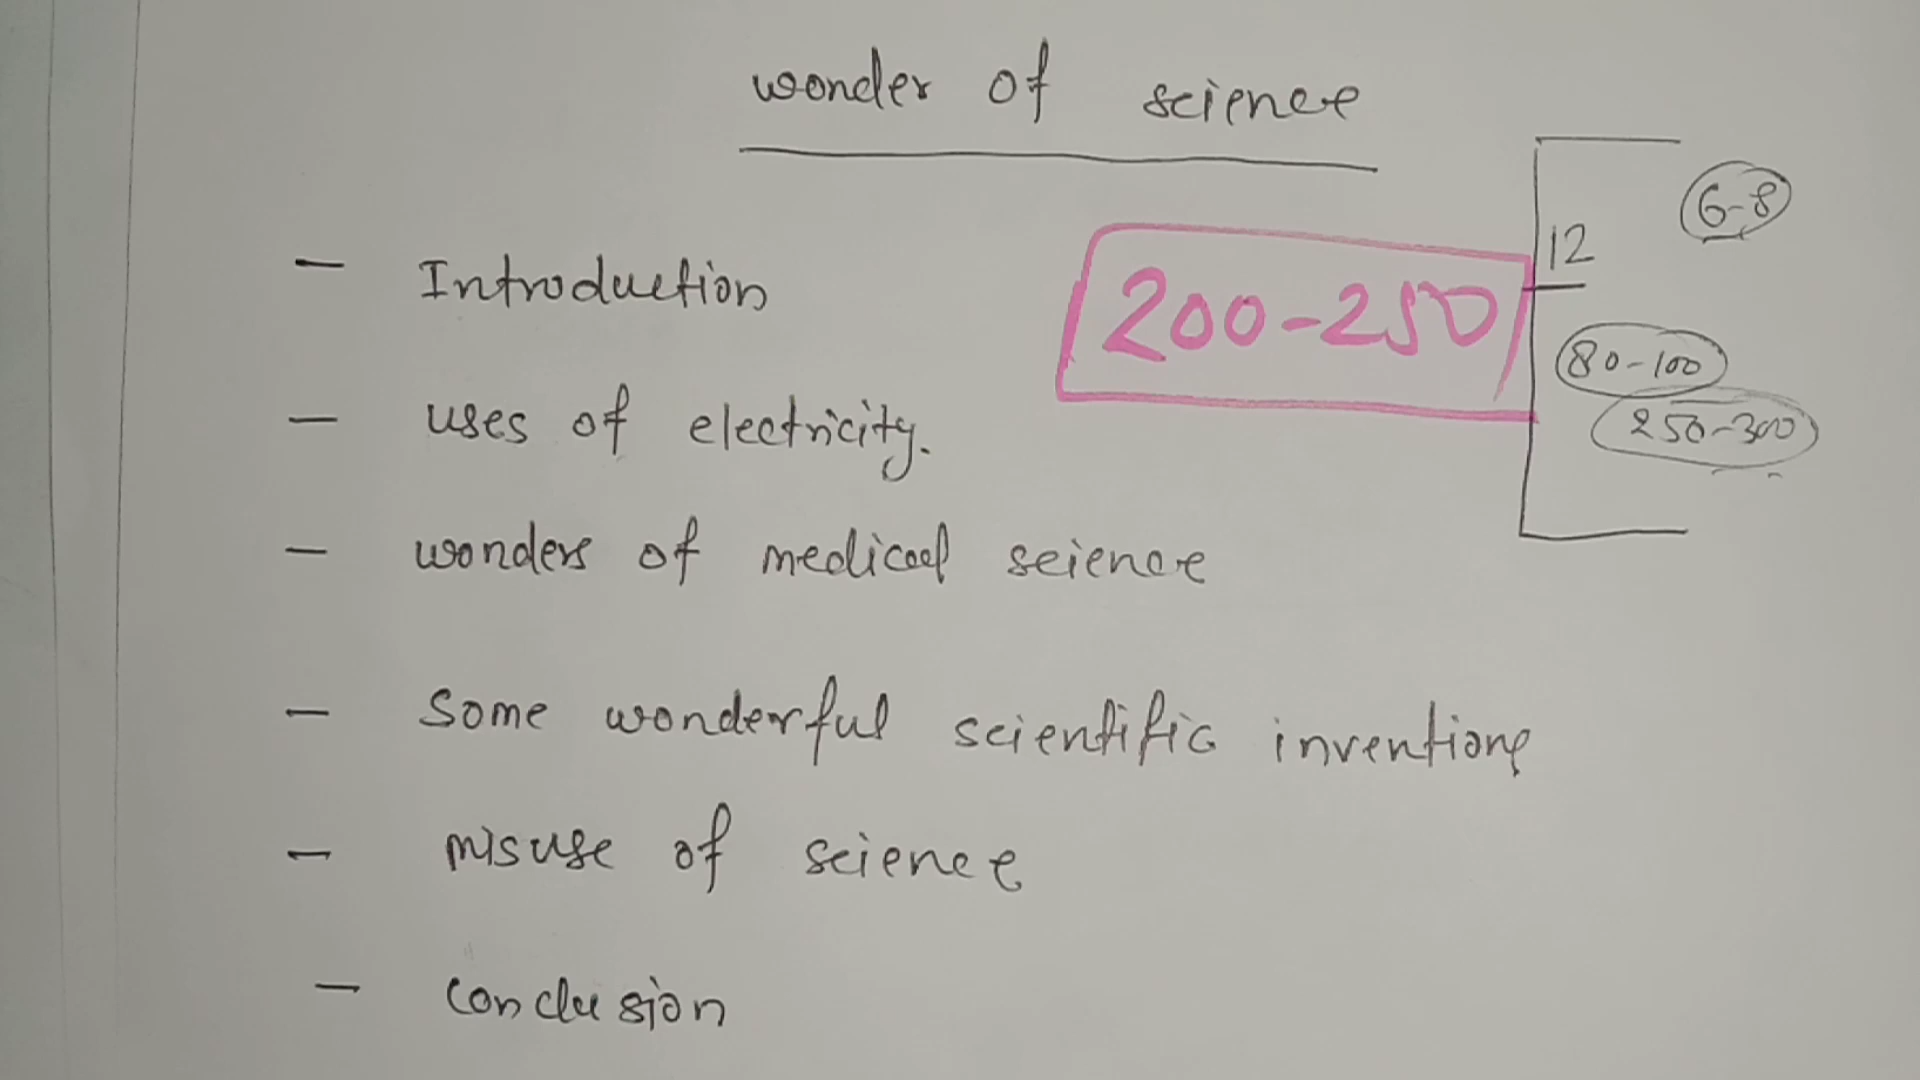 wonder of science
6-8
12
200-250
80-100
250-300
- Introduction
- uses of electricity.
- wonders of medical science
- Some wonderful scientific inventions
- misuse of science
- conclusion